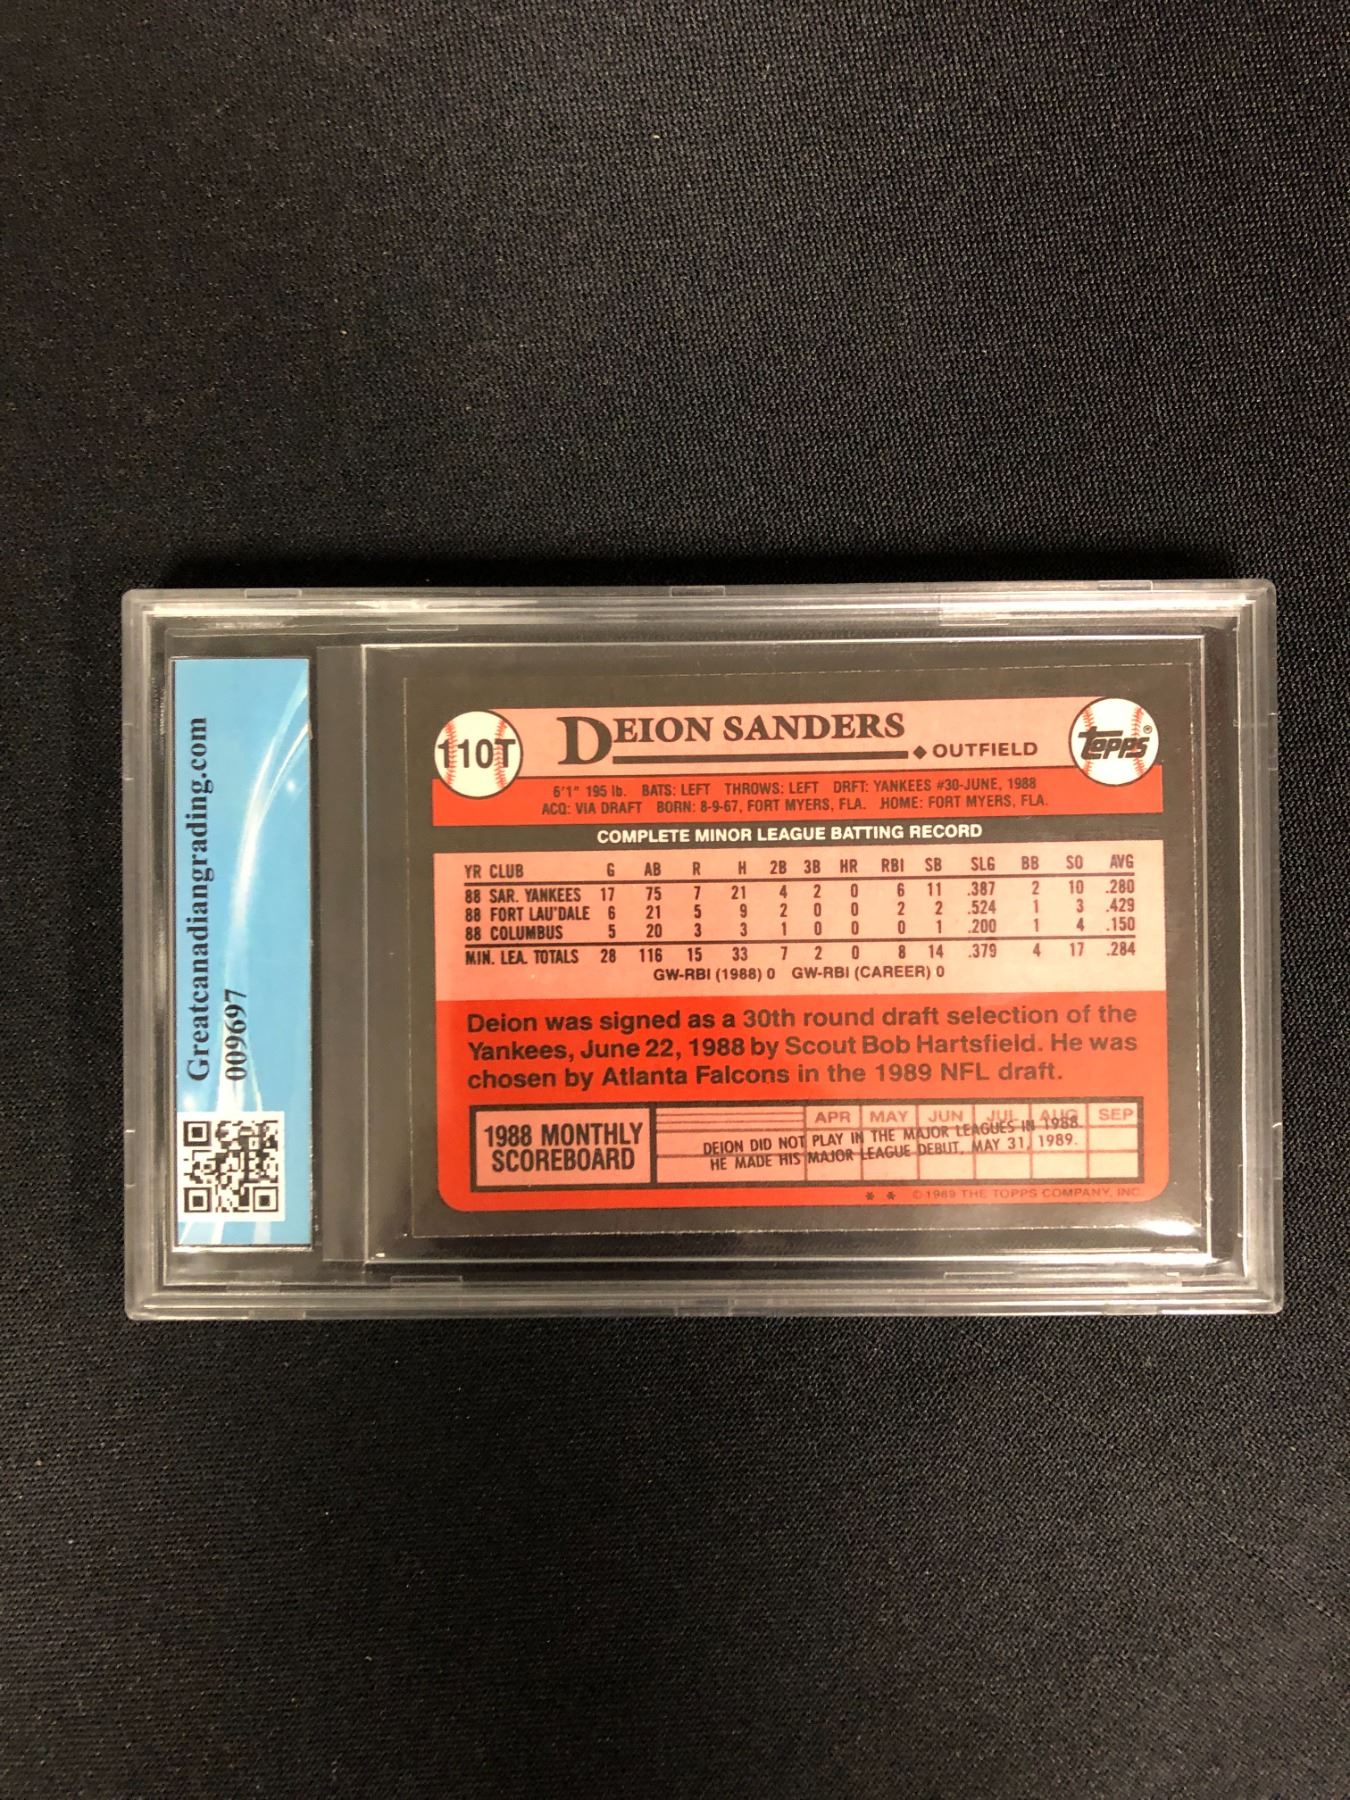 Greatcanadiangrading.com
009697
110T
DEION SANDERS
◆ OUTFIELD
TOPPS®
6'1" 195 lb. BATS: LEFT THROWS: LEFT DRFT: YANKEES #30-JUNE, 1988
ACQ: VIA DRAFT BORN: 8-9-67, FORT MYERS, FLA. HOME: FORT MYERS, FLA.
COMPLETE MINOR LEAGUE BATTING RECORD
YR CLUB G AB R H 2B 3B HR RBI SB SLG BB SO AVG
88 SAR. YANKEES 17 75 7 21 4 2 0 6 11 .387 2 10 .280
88 FORT LAU'DALE 6 21 5 9 2 0 0 2 2 .524 1 3 .429
88 COLUMBUS 5 20 3 3 1 0 0 0 1 .200 1 4 .150
MIN. LEA. TOTALS 28 116 15 33 7 2 0 8 14 .379 4 17 .284
GW-RBI (1988) 0 GW-RBI (CAREER) 0
Deion was signed as a 30th round draft selection of the
Yankees, June 22, 1988 by Scout Bob Hartsfield. He was
chosen by Atlanta Falcons in the 1989 NFL draft.
1988 MONTHLY
SCOREBOARD
APR MAY JUN JUL AUG SEP
DEION DID NOT PLAY IN THE MAJOR LEAGUES IN 1988.
HE MADE HIS MAJOR LEAGUE DEBUT, MAY 31, 1989.
* * © 1989 THE TOPPS COMPANY, INC.